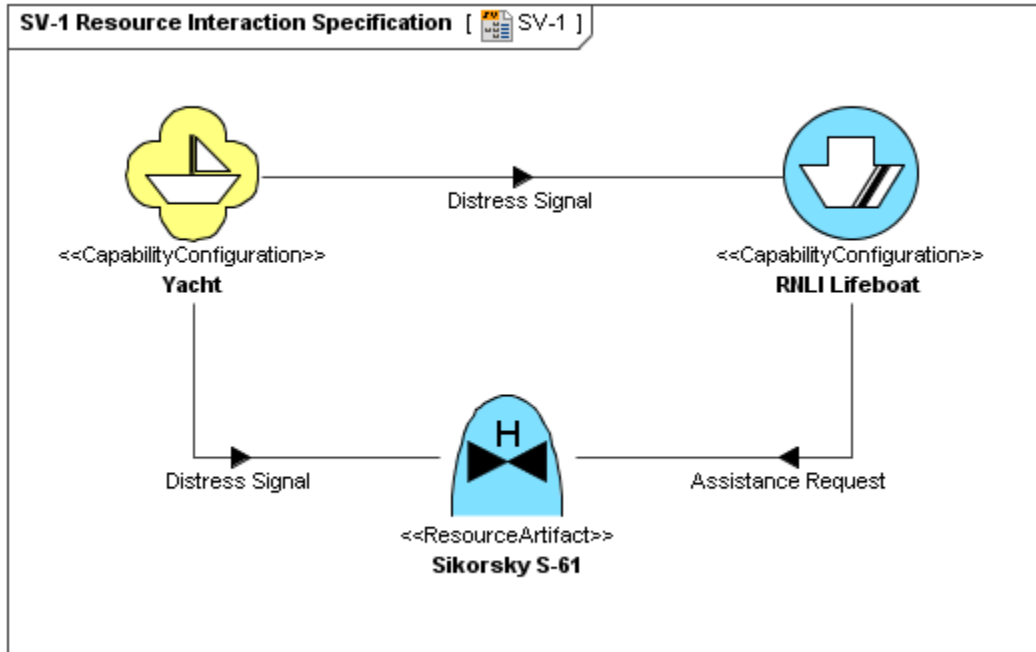 SV-1 Resource Interaction Specification [ SV-1 ]
Distress Signal
<<CapabilityConfiguration>>
Yacht
<<CapabilityConfiguration>>
RNLI Lifeboat
H
Distress Signal
Assistance Request
<<ResourceArtifact>>
Sikorsky S-61